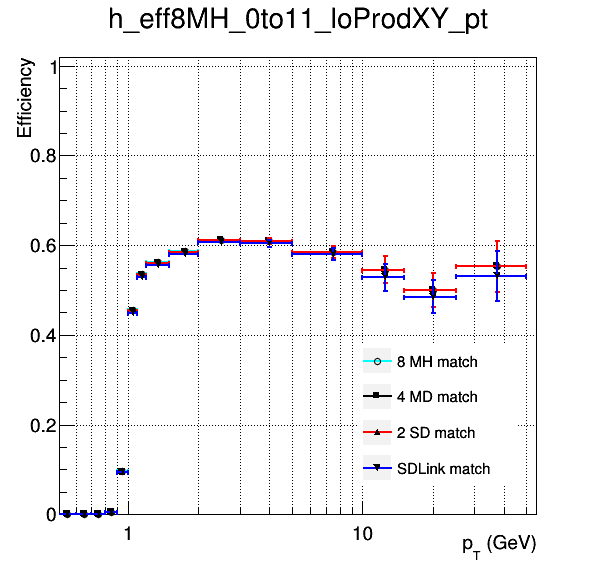 h_eff8MH_0to11_loProdXY_pt
Efficiency
1
0.8
0.6
0.4
0.2
0
8 MH match
4 MD match
2 SD match
SDLink match
1
10
p_T (GeV)